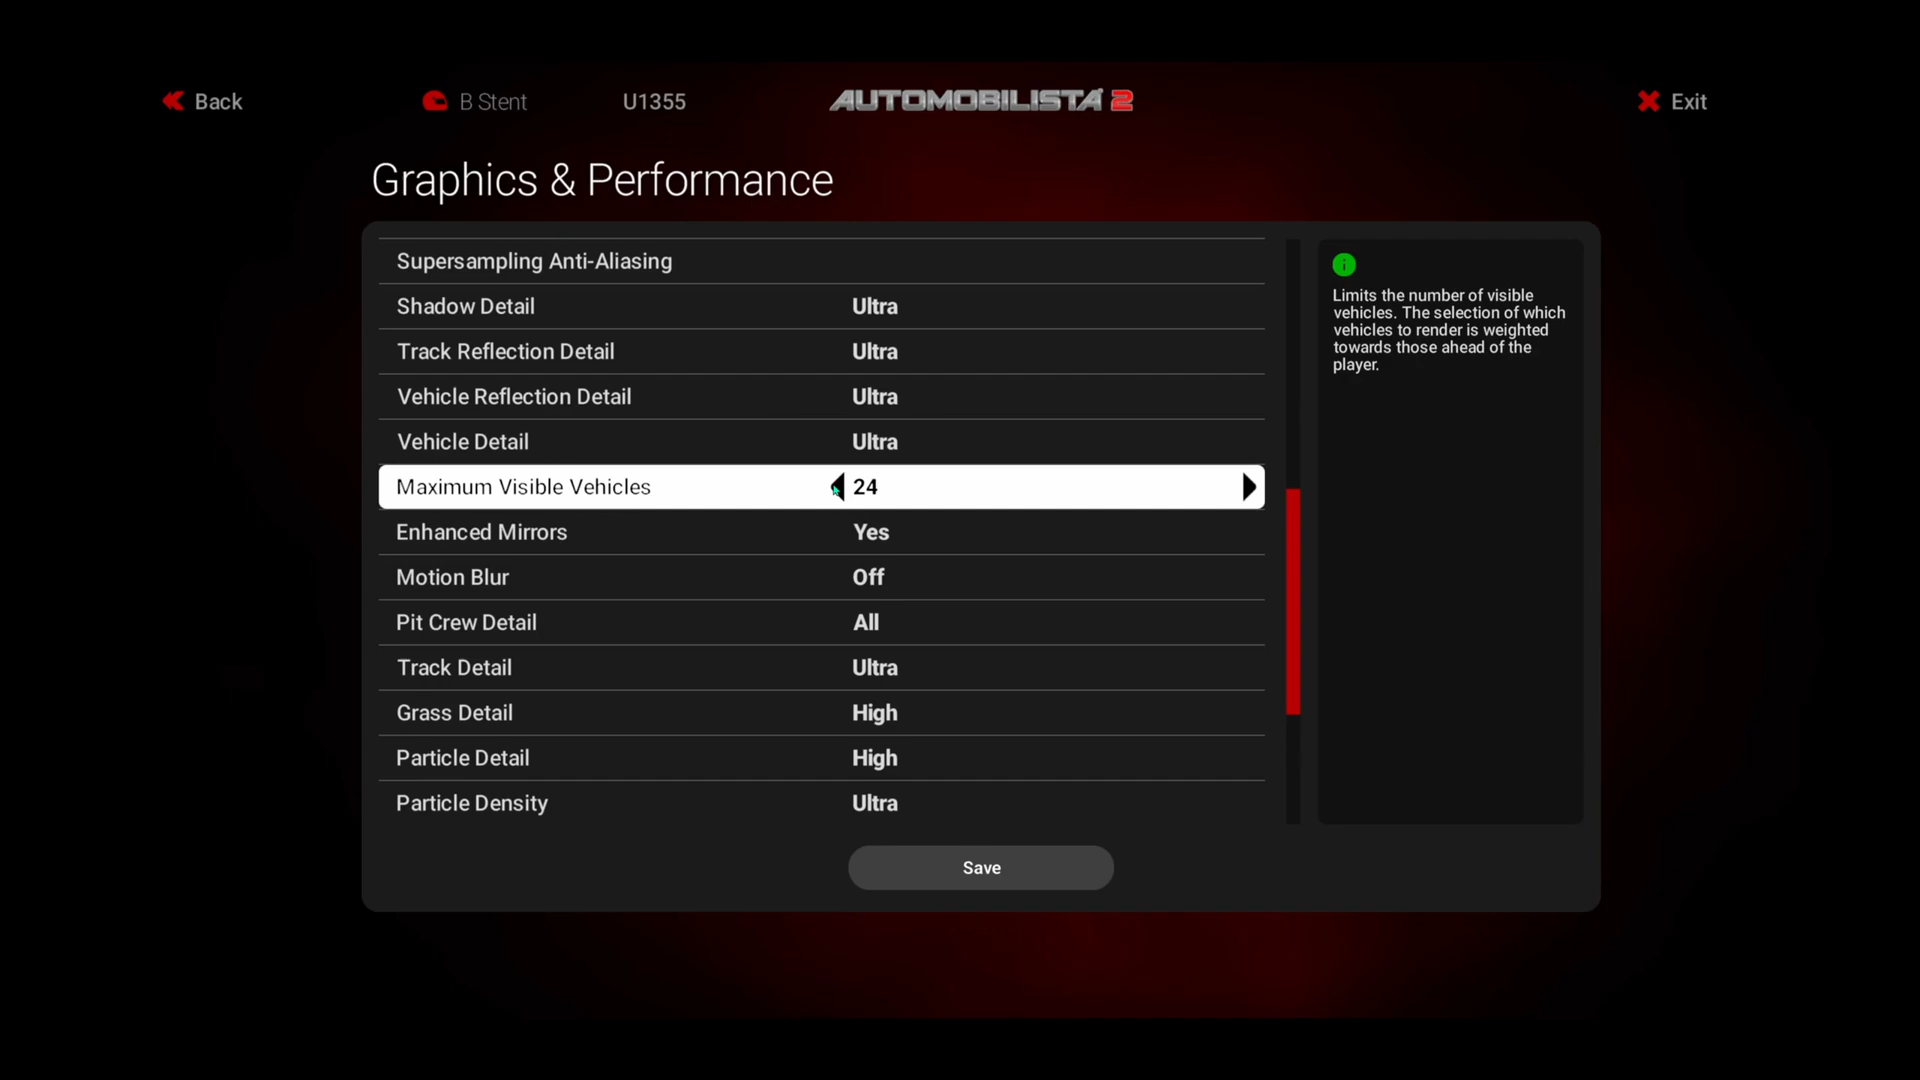 Back
B Stent
U1355
AUTOMOBILISTA 2
Exit
Graphics & Performance
Supersampling Anti-Aliasing
Shadow Detail Ultra
Track Reflection Detail Ultra
Vehicle Reflection Detail Ultra
Vehicle Detail Ultra
Maximum Visible Vehicles 24
Enhanced Mirrors Yes
Motion Blur Off
Pit Crew Detail All
Track Detail Ultra
Grass Detail High
Particle Detail High
Particle Density Ultra
Save
Limits the number of visible
vehicles. The selection of which
vehicles to render is weighted
towards those ahead of the
player.